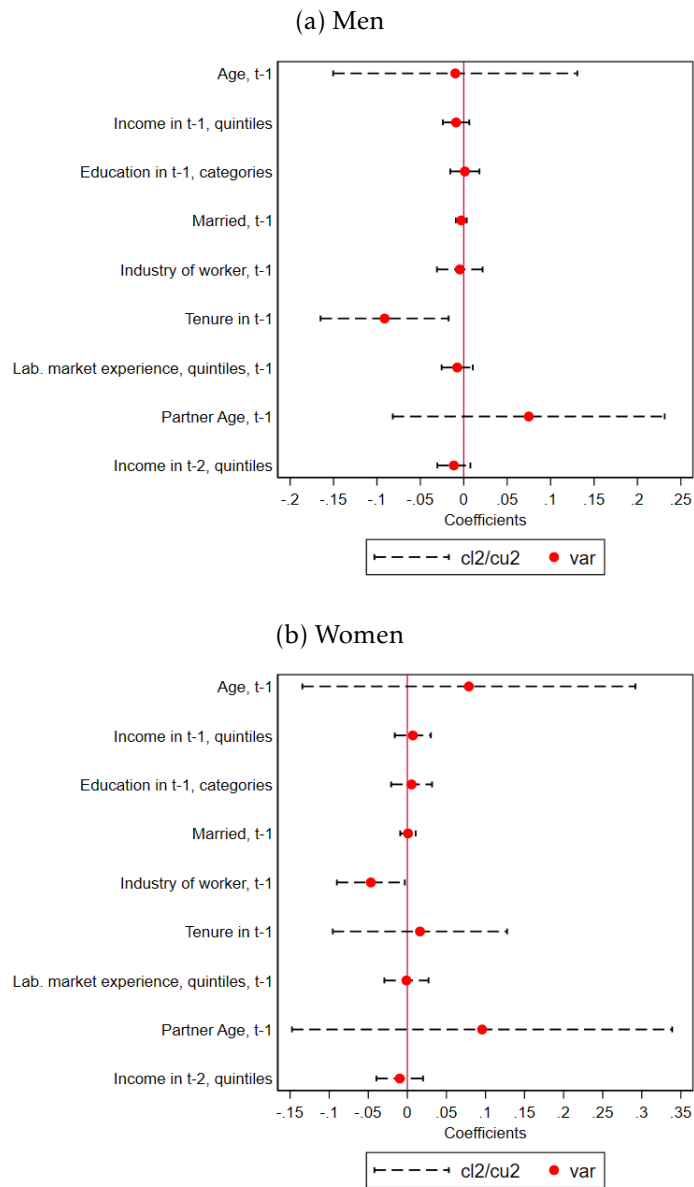 (a) Men
Age, t-1
Income in t-1, quintiles
Education in t-1, categories
Married, t-1
Industry of worker, t-1
Tenure in t-1
Lab. market experience, quintiles, t-1
Partner Age, t-1
Income in t-2, quintiles
-.2 -.15 -.1 -.05 0 .05 .1 .15 .2 .25
Coefficients
cl2/cu2 var
(b) Women
Age, t-1
Income in t-1, quintiles
Education in t-1, categories
Married, t-1
Industry of worker, t-1
Tenure in t-1
Lab. market experience, quintiles, t-1
Partner Age, t-1
Income in t-2, quintiles
-.15 -.1 -.05 0 .05 .1 .15 .2 .25 .3 .35
Coefficients
cl2/cu2 var